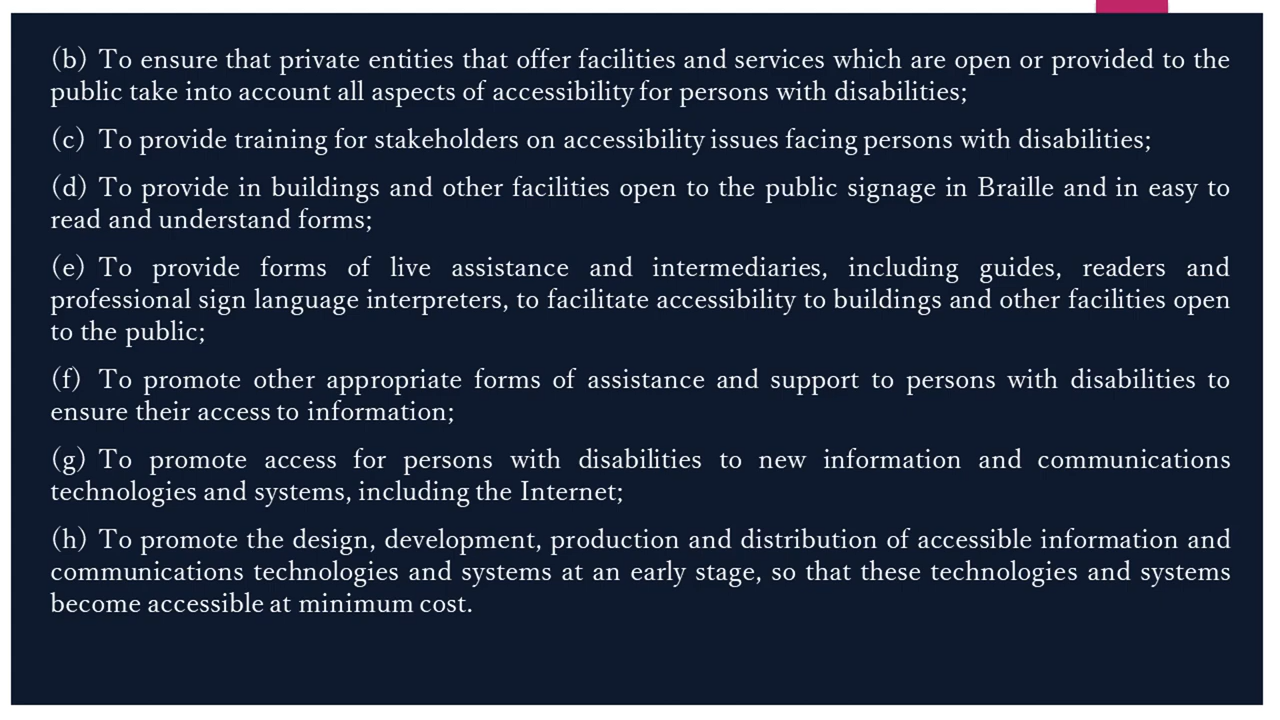 (b) To ensure that private entities that offer facilities and services which are open or provided to the
public take into account all aspects of accessibility for persons with disabilities;
(c) To provide training for stakeholders on accessibility issues facing persons with disabilities;
(d) To provide in buildings and other facilities open to the public signage in Braille and in easy to
read and understand forms;
(e) To provide forms of live assistance and intermediaries, including guides, readers and
professional sign language interpreters, to facilitate accessibility to buildings and other facilities open
to the public;
(f) To promote other appropriate forms of assistance and support to persons with disabilities to
ensure their access to information;
(g) To promote access for persons with disabilities to new information and communications
technologies and systems, including the Internet;
(h) To promote the design, development, production and distribution of accessible information and
communications technologies and systems at an early stage, so that these technologies and systems
become accessible at minimum cost.